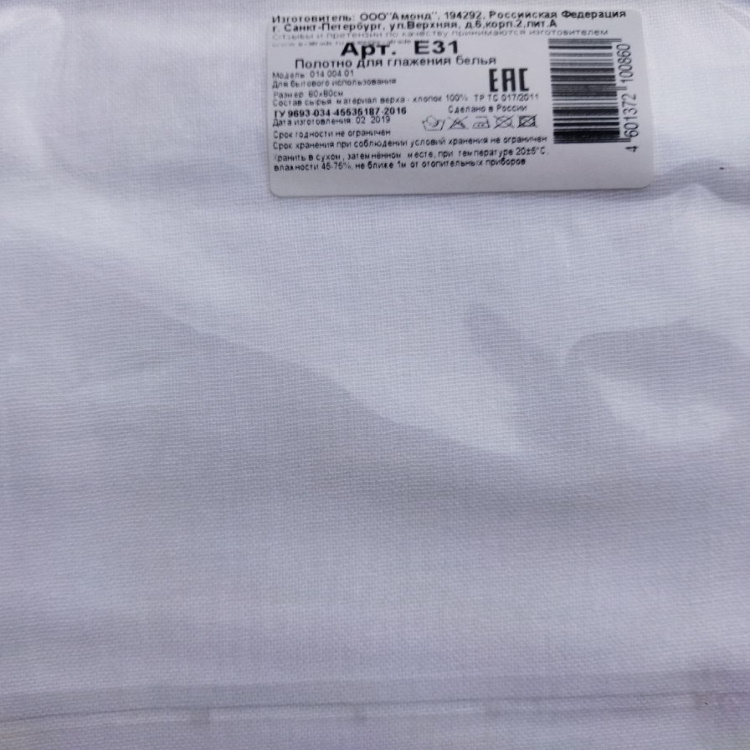 Изготовитель: ООО"Амонд", 194292, Российская Федерация
г. Санкт-Петербург, ул.Верхняя, д.6,корп.2,лит.А
Отзывы и претензии по качеству принимаются изготовителем
Арт. E31
Полотно для глажения белья
Модель: 014 004 01
Для бытового использования
Размер: 60х80см
Состав сырья: материал верха - хлопок 100% ТР ТС 017/2011
ТУ 9693-034-45535187-2016
Дата изготовления: 02 2019
EAC
Сделано в России
Срок годности не ограничен
Срок хранения при соблюдении условий хранения не ограничен
Хранить в сухом, затемнённом месте, при температуре 20±5°С,
влажности 45-75%, не ближе 1м от отопительных приборов
4 601372 100860